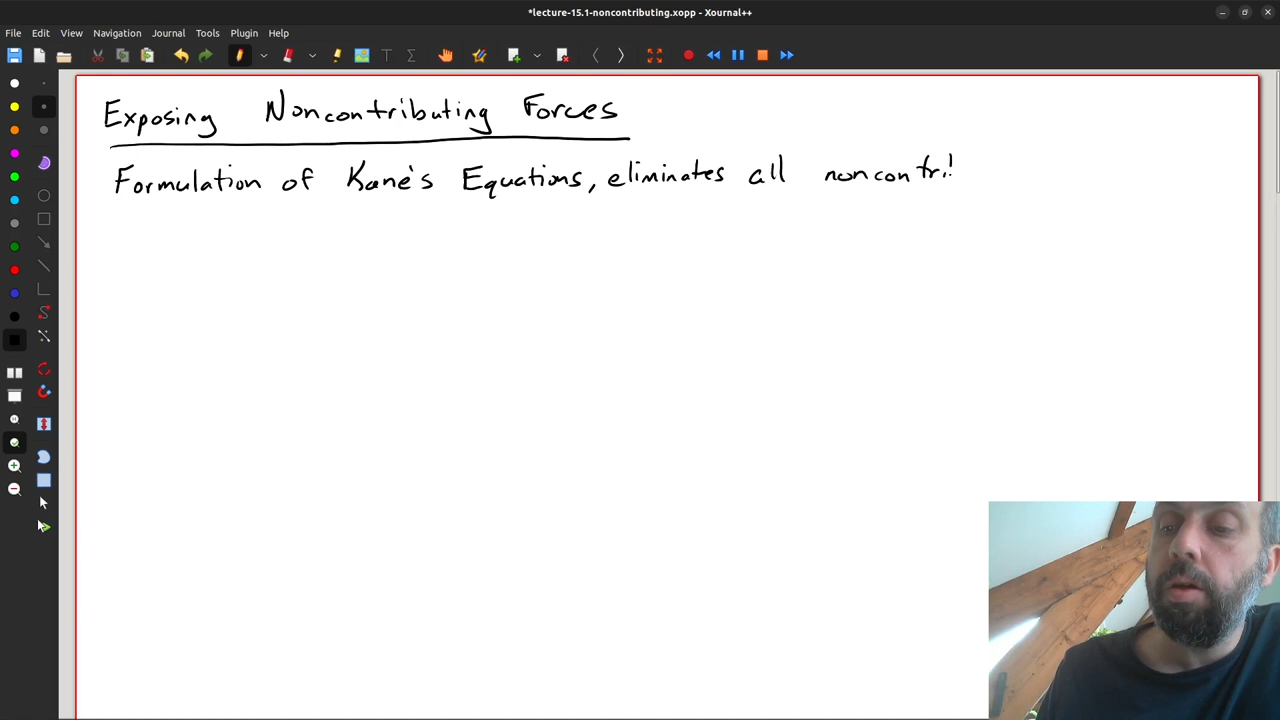 *lecture-15.1-noncontributing.xopp - Xournal++
File Edit View Navigation Journal Tools Plugin Help
Exposing Noncontributing Forces
Formulation of Kane's Equations, eliminates all noncontri